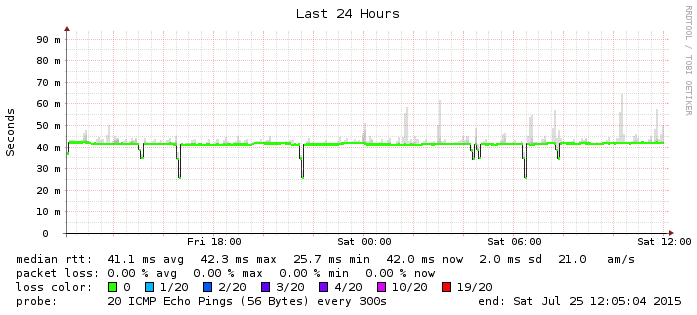 Last 24 Hours
RRDTOOL / TOBI OETIKER
Seconds
90 m
80 m
70 m
60 m
50 m
40 m
30 m
20 m
10 m
0
Fri 18:00 Sat 00:00 Sat 06:00 Sat 12:00
median rtt: 41.1 ms avg 42.3 ms max 25.7 ms min 42.0 ms now 2.0 ms sd 21.0 am/s
packet loss: 0.00 % avg 0.00 % max 0.00 % min 0.00 % now
loss color: 0 1/20 2/20 3/20 4/20 10/20 19/20
probe: 20 ICMP Echo Pings (56 Bytes) every 300s end: Sat Jul 25 12:05:04 2015